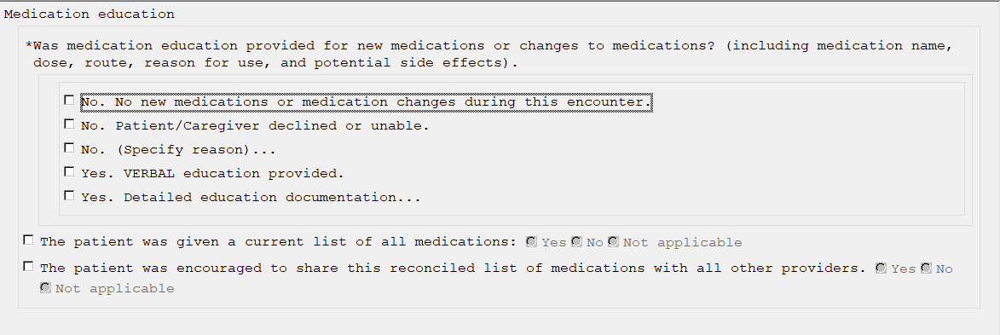 Medication education
*Was medication education provided for new medications or changes to medications? (including medication name,
dose, route, reason for use, and potential side effects).
No. No new medications or medication changes during this encounter.
No. Patient/Caregiver declined or unable.
No. (Specify reason)...
Yes. VERBAL education provided.
Yes. Detailed education documentation...
The patient was given a current list of all medications: Yes No Not applicable
The patient was encouraged to share this reconciled list of medications with all other providers. Yes No
Not applicable